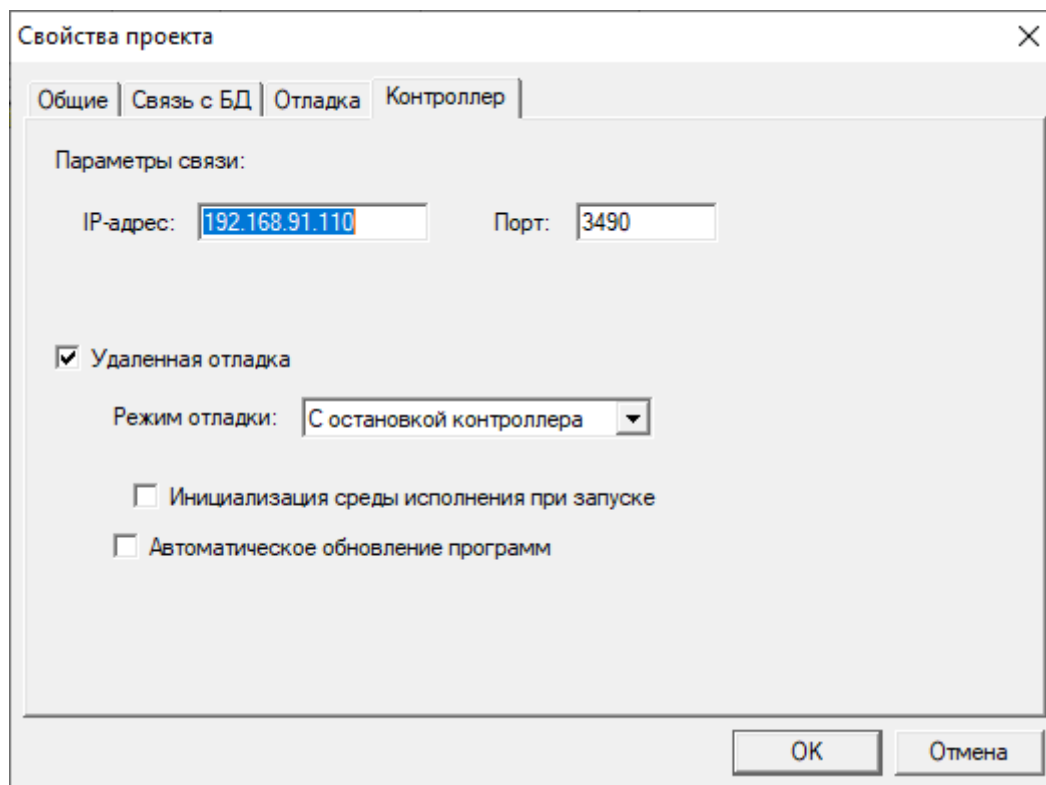 Свойства проекта
Общие Связь с БД Отладка Контроллер
Параметры связи:
IP-адрес: 192.168.91.110 Порт: 3490
Удаленная отладка
Режим отладки: С остановкой контроллера
Инициализация среды исполнения при запуске
Автоматическое обновление программ
OK Отмена